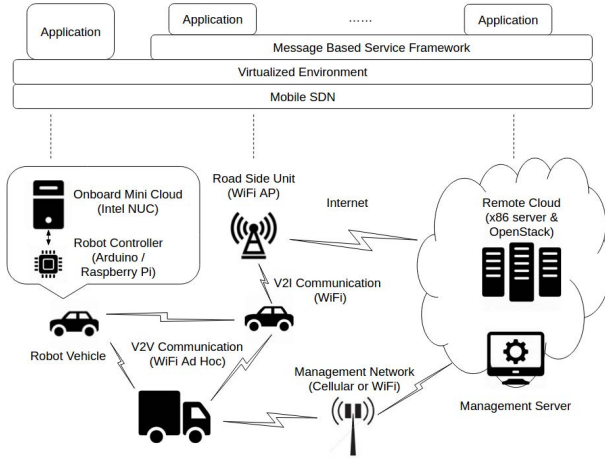 Application
Application
......
Application
Message Based Service Framework
Virtualized Environment
Mobile SDN
Onboard Mini Cloud
(Intel NUC)
Robot Controller
(Arduino /
Raspberry Pi)
Road Side Unit
(WiFi AP)
Internet
Remote Cloud
(x86 server &
OpenStack)
V2I Communication
(WiFi)
Robot Vehicle
V2V Communication
(WiFi Ad Hoc)
Management Network
(Cellular or WiFi)
Management Server